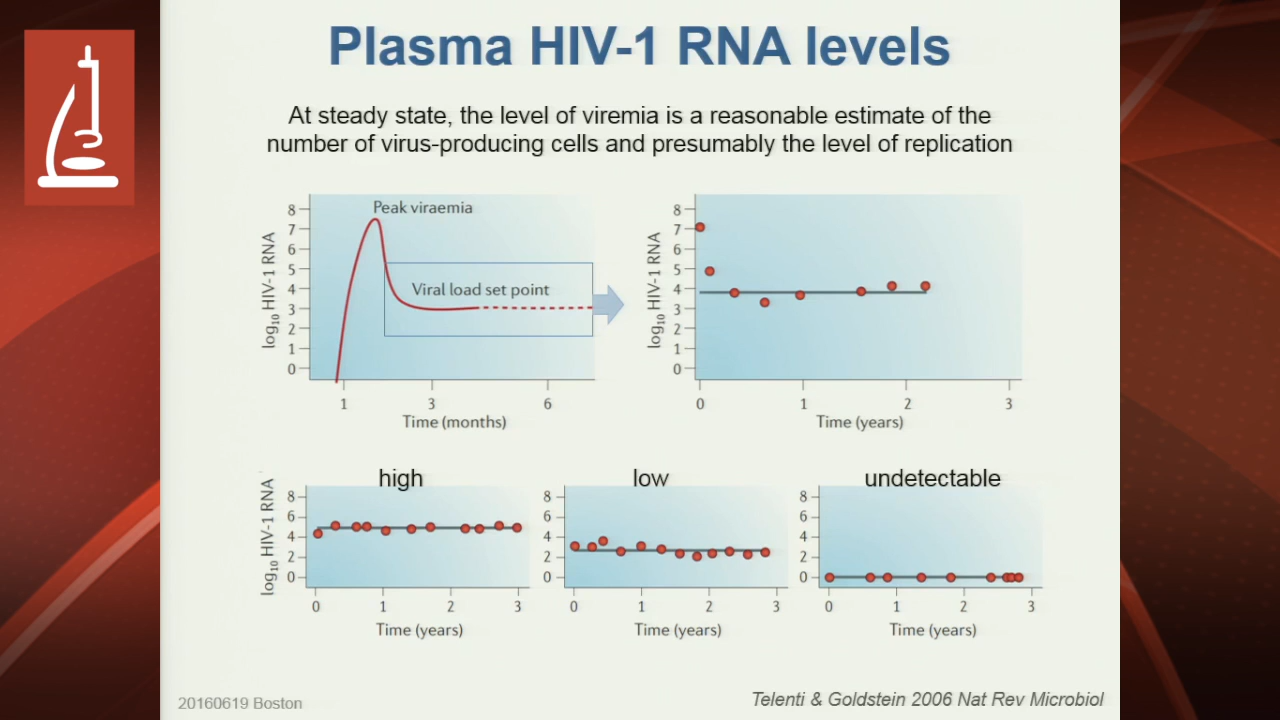 Plasma HIV-1 RNA levels
At steady state, the level of viremia is a reasonable estimate of the
number of virus-producing cells and presumably the level of replication
log10 HIV-1 RNA
8
7
6
5
4
3
2
1
0
Peak viraemia
Viral load set point
1 3 6
Time (months)
log10 HIV-1 RNA
8
7
6
5
4
3
2
1
0
0 1 2 3
Time (years)
high
log10 HIV-1 RNA
8
6
4
2
0
0 1 2 3
Time (years)
low
8
6
4
2
0
0 1 2 3
Time (years)
undetectable
8
6
4
2
0
0 1 2 3
Time (years)
20160619 Boston
Telenti & Goldstein 2006 Nat Rev Microbiol